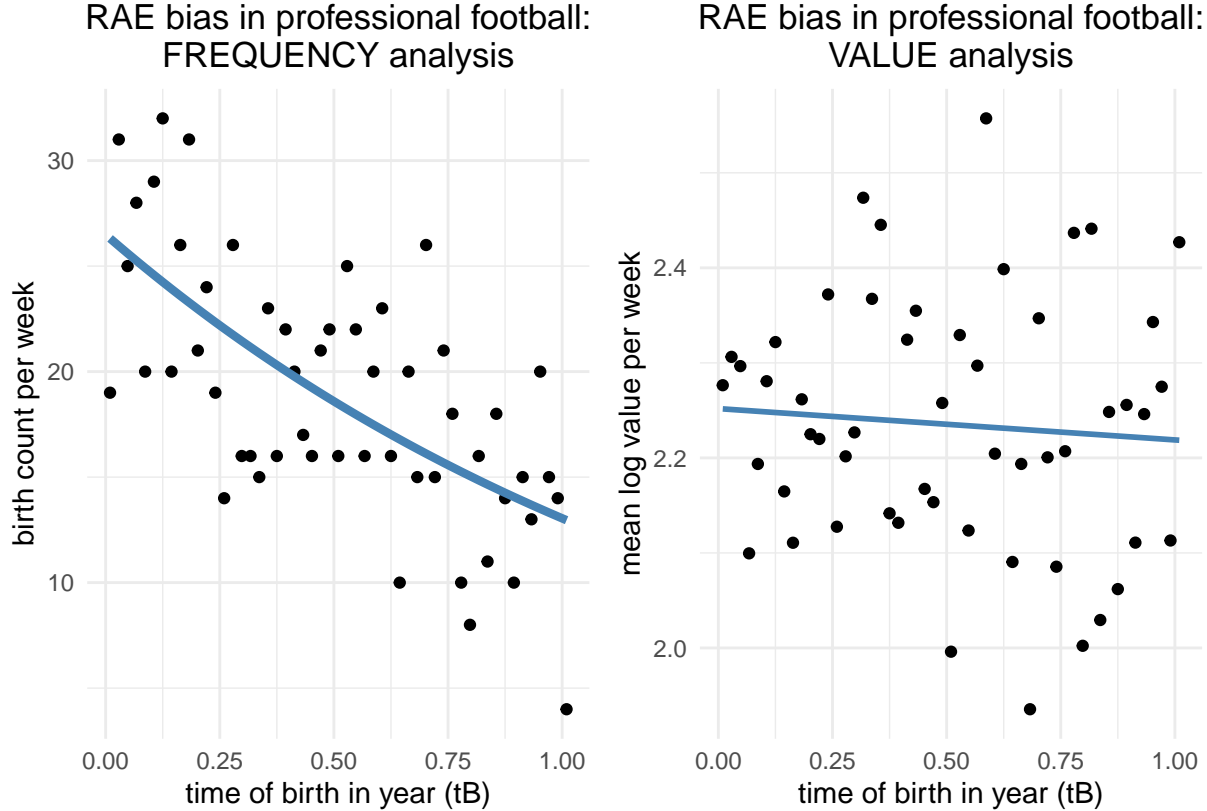 RAE bias in professional football:
FREQUENCY analysis
birth count per week
30
20
10
0.00 0.25 0.50 0.75 1.00
time of birth in year (tB)
RAE bias in professional football:
VALUE analysis
mean log value per week
2.4
2.2
2.0
0.00 0.25 0.50 0.75 1.00
time of birth in year (tB)